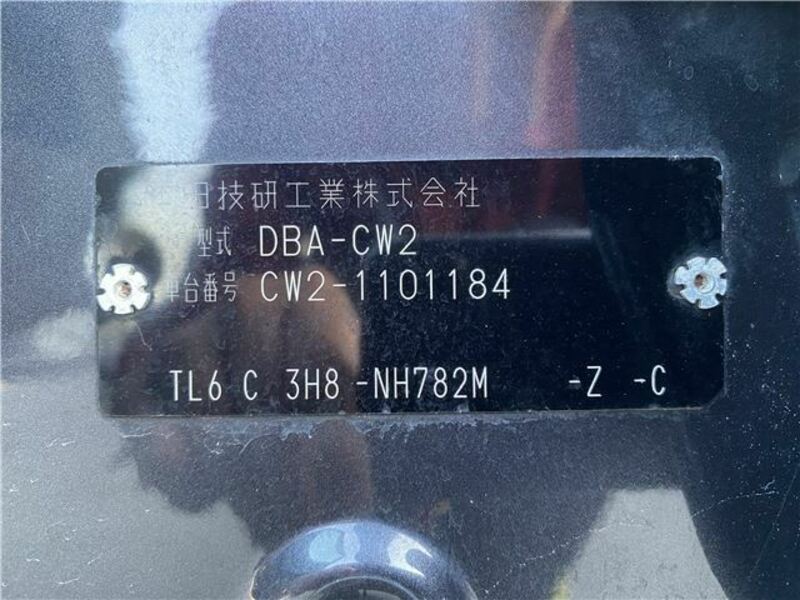 田技研工業株式会社
型式 DBA-CW2
車台番号 CW2-1101184
TL6 C 3H8 -NH782M -Z -C